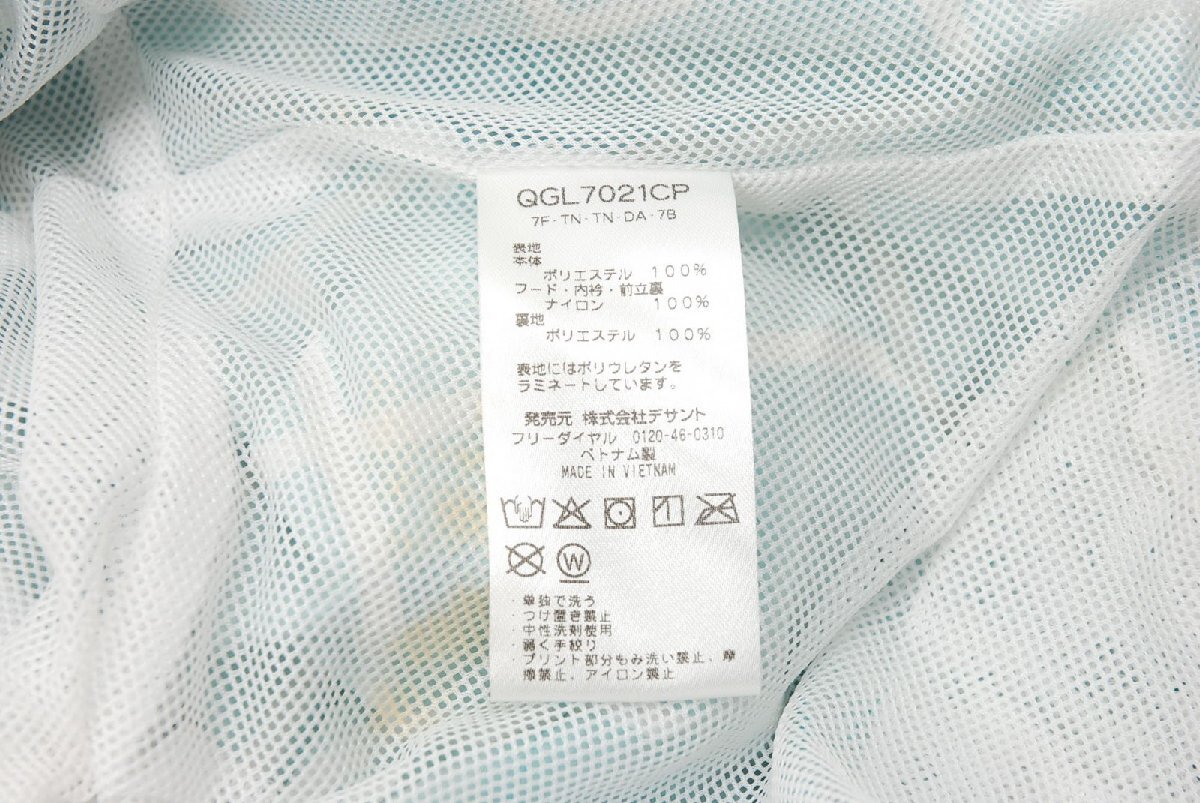 QGL7021CP
7F-TN-TN-DA-7B
表地
本体
ポリエステル 100%
フード・内衿・前立裏
ナイロン 100%
裏地
ポリエステル 100%
表地にはポリウレタンを
ラミネートしています。
発売元 株式会社デサント
フリーダイヤル 0120-46-0310
ベトナム製
MADE IN VIETNAM
W
・単独で洗う
・つけ置き禁止
・中性洗剤使用
・弱く手絞り
・プリント部分もみ洗い禁止、摩
擦禁止、アイロン禁止